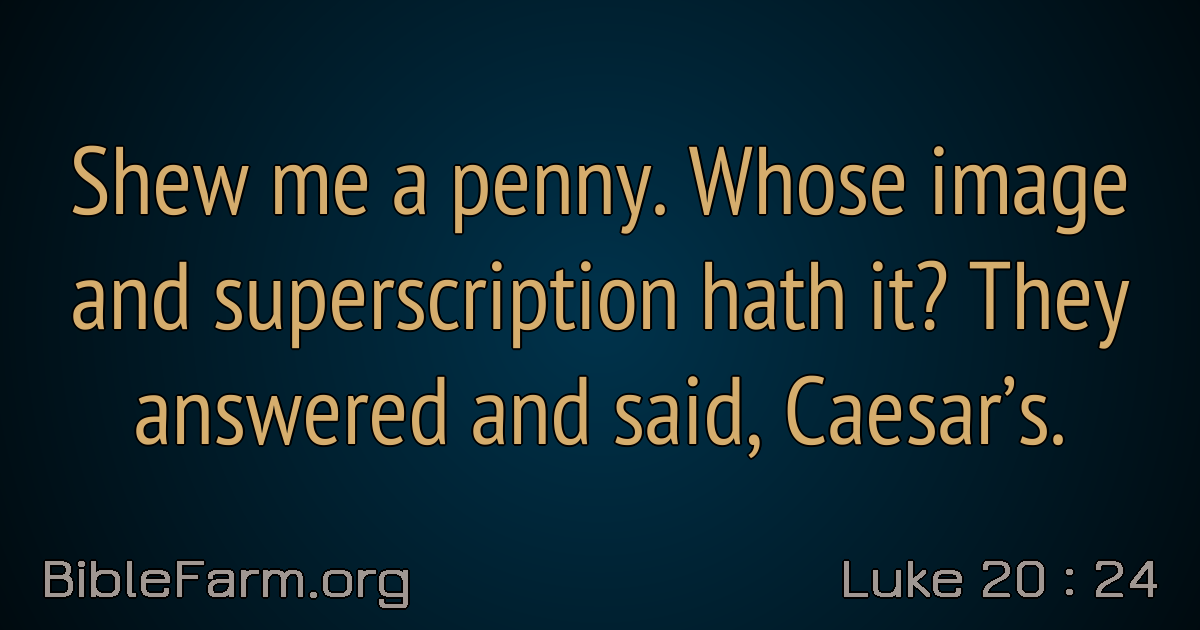 Shew me a penny. Whose image
and superscription hath it? They
answered and said, Caesar’s.
BibleFarm.org
Luke 20 : 24